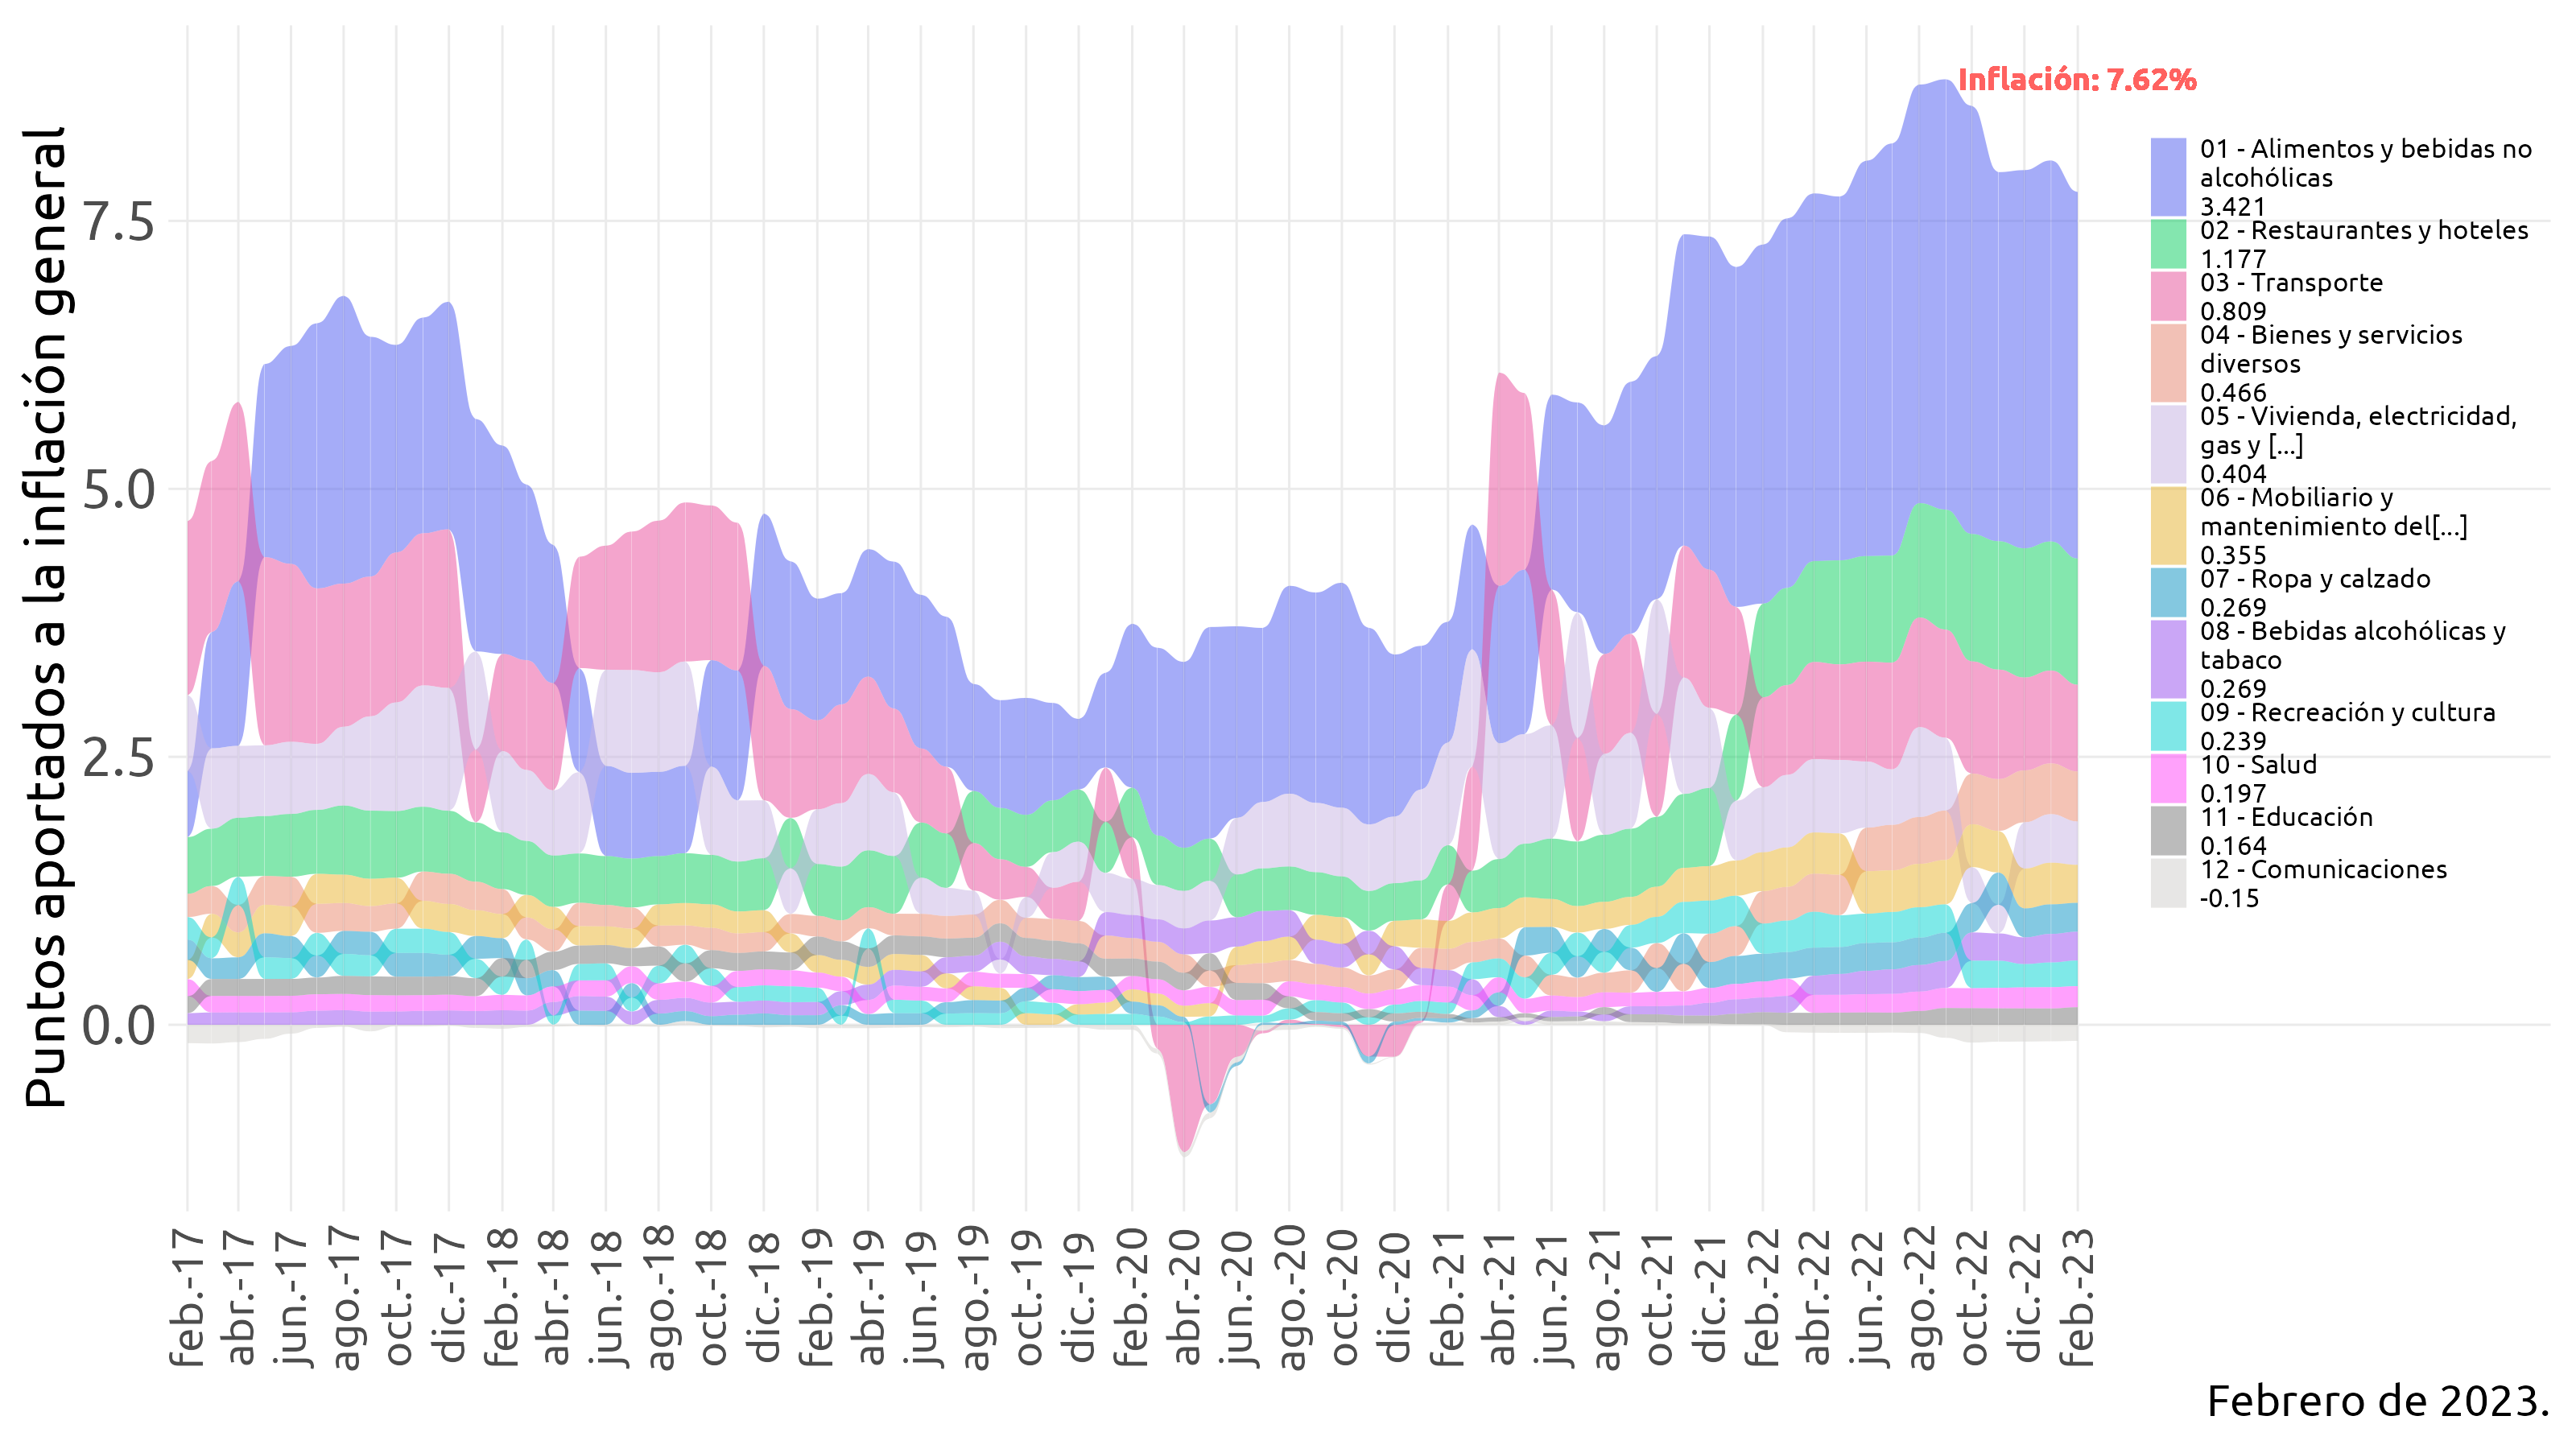 Puntos aportados a la inflación general
7.5
5.0
2.5
0.0
Inflación: 7.62%
01 - Alimentos y bebidas no
alcohólicas
3.421
02 - Restaurantes y hoteles
1.177
03 - Transporte
0.809
04 - Bienes y servicios
diversos
0.466
05 - Vivienda, electricidad,
gas y [...]
0.404
06 - Mobiliario y
mantenimiento del[...]
0.355
07 - Ropa y calzado
0.269
08 - Bebidas alcohólicas y
tabaco
0.269
09 - Recreación y cultura
0.239
10 - Salud
0.197
11 - Educación
0.164
12 - Comunicaciones
-0.15
feb.-17
abr.-17
jun.-17
ago.-17
oct.-17
dic.-17
feb.-18
abr.-18
jun.-18
ago.-18
oct.-18
dic.-18
feb.-19
abr.-19
jun.-19
ago.-19
oct.-19
dic.-19
feb.-20
abr.-20
jun.-20
ago.-20
oct.-20
dic.-20
feb.-21
abr.-21
jun.-21
ago.-21
oct.-21
dic.-21
feb.-22
abr.-22
jun.-22
ago.-22
oct.-22
dic.-22
feb.-23
Febrero de 2023.